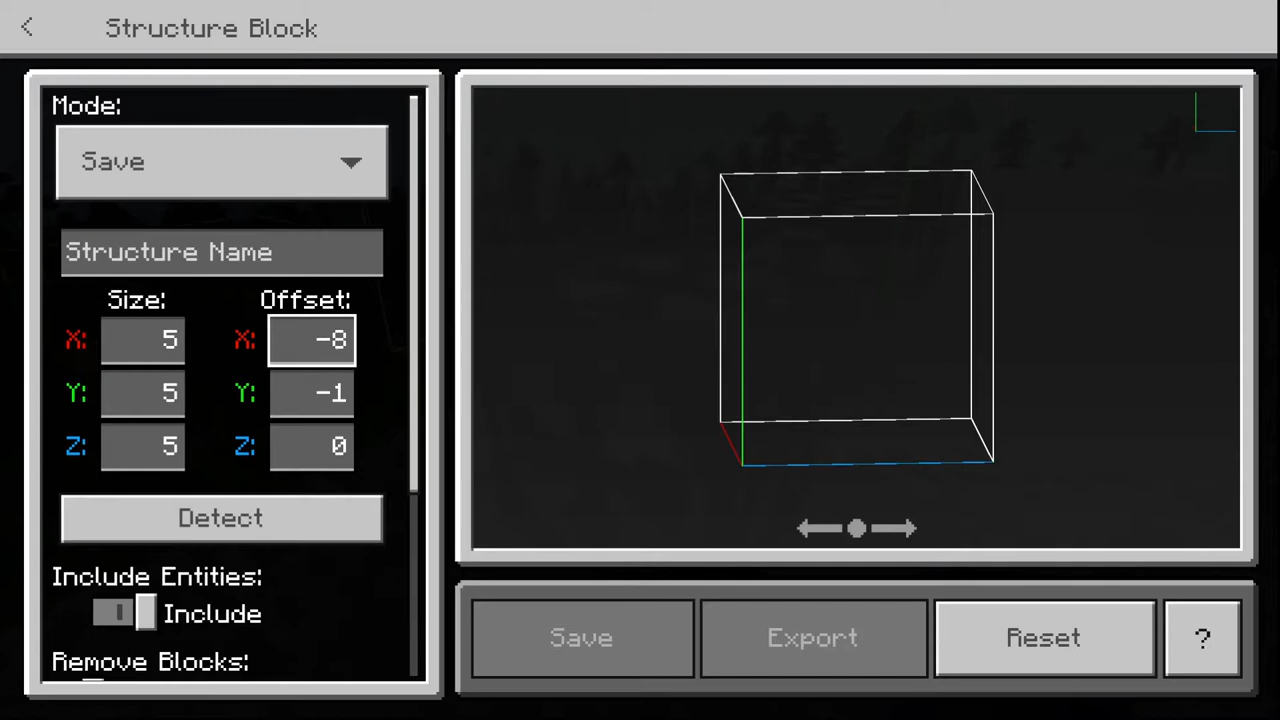 Structure Block
Mode:
Save
Structure Name
Size: Offset:
X: 5 X: -8
Y: 5 Y: -1
Z: 5 Z: 0
Detect
Include Entities:
Include
Remove Blocks:
Save Export Reset ?